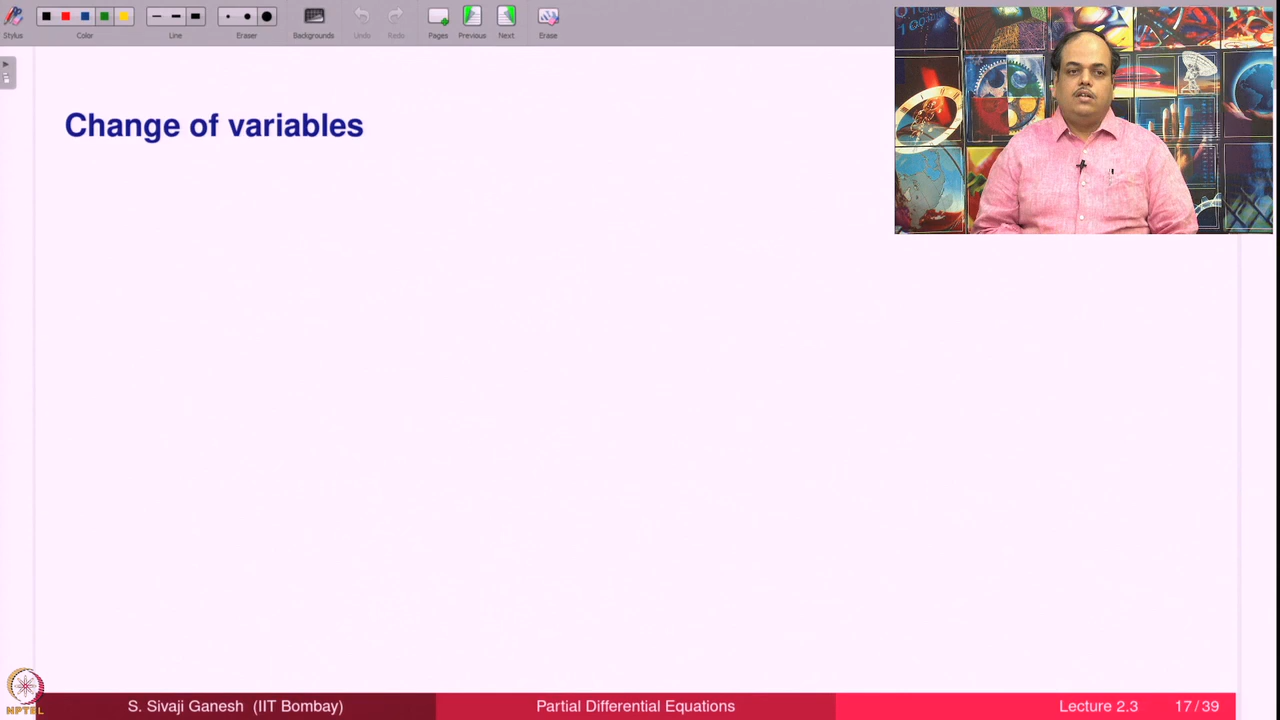 Stylus
Color
Line
Eraser
Backgrounds
Undo
Redo
Pages
Previous
Next
Erase
Change of variables
NPTEL
S. Sivaji Ganesh (IIT Bombay)
Partial Differential Equations
Lecture 2.3
17/39